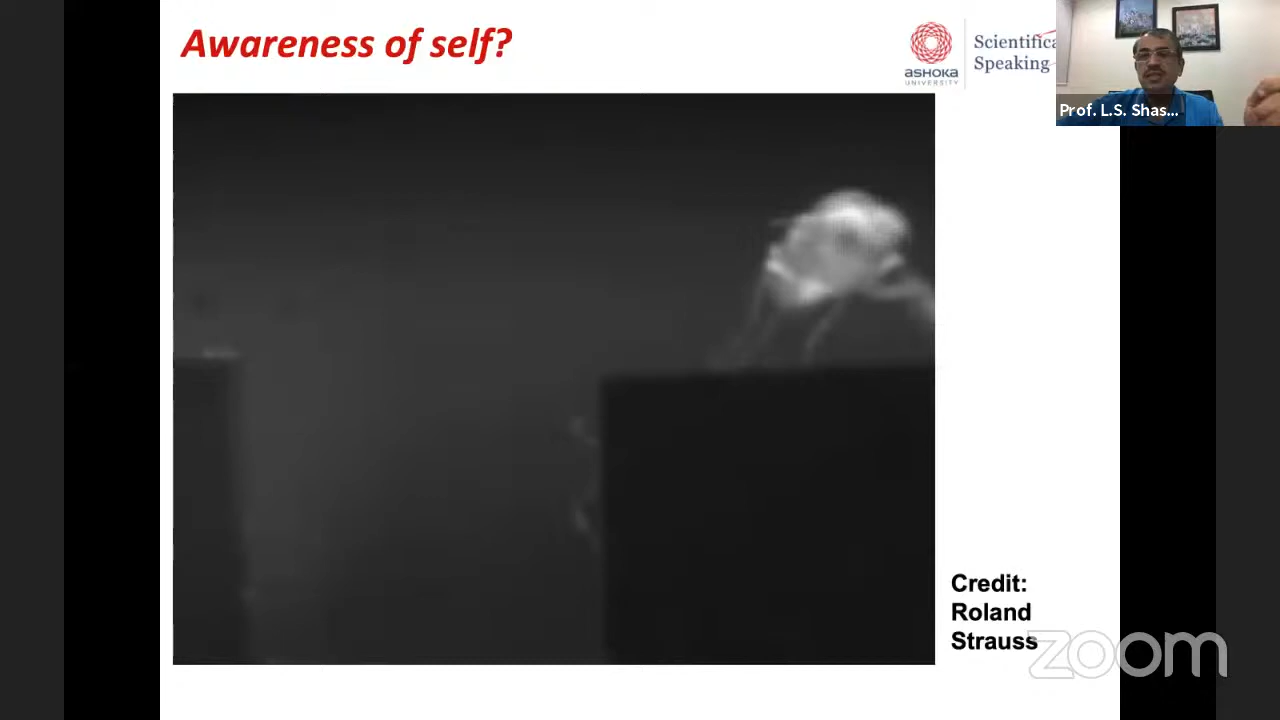 Awareness of self?
ASHOKA
UNIVERSITY
Scientifica
Speaking
Prof. L.S. Shas...
Credit:
Roland
Strauss
zoom